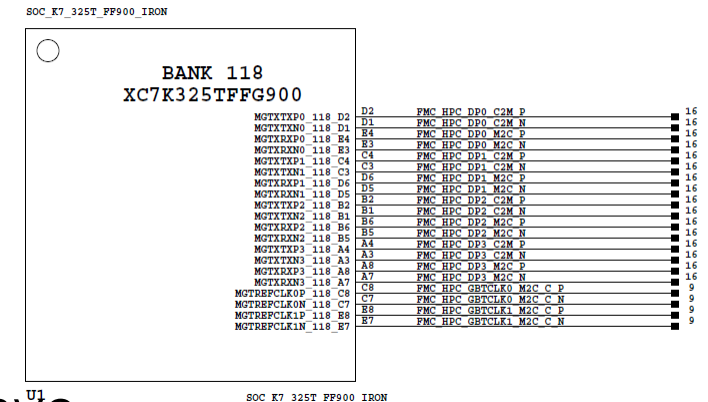 SOC_K7_325T_FF900_IRON
BANK 118
XC7K325TFFG900
MGTXTXP0_118_D2 D2 FMC_HPC_DP0_C2M_P 16
MGTXTXN0_118_D1 D1 FMC_HPC_DP0_C2M_N 16
MGTXRXP0_118_E4 E4 FMC_HPC_DP0_M2C_P 16
MGTXRXN0_118_E3 E3 FMC_HPC_DP0_M2C_N 16
MGTXTXP1_118_C4 C4 FMC_HPC_DP1_C2M_P 16
MGTXTXN1_118_C3 C3 FMC_HPC_DP1_C2M_N 16
MGTXRXP1_118_D6 D6 FMC_HPC_DP1_M2C_P 16
MGTXRXN1_118_D5 D5 FMC_HPC_DP1_M2C_N 16
MGTXTXP2_118_B2 B2 FMC_HPC_DP2_C2M_P 16
MGTXTXN2_118_B1 B1 FMC_HPC_DP2_C2M_N 16
MGTXRXP2_118_B6 B6 FMC_HPC_DP2_M2C_P 16
MGTXRXN2_118_B5 B5 FMC_HPC_DP2_M2C_N 16
MGTXTXP3_118_A4 A4 FMC_HPC_DP3_C2M_P 16
MGTXTXN3_118_A3 A3 FMC_HPC_DP3_C2M_N 16
MGTXRXP3_118_A8 A8 FMC_HPC_DP3_M2C_P 16
MGTXRXN3_118_A7 A7 FMC_HPC_DP3_M2C_N 16
MGTREFCLK0P_118_C8 C8 FMC_HPC_GBTCLK0_M2C_C_P 9
MGTREFCLK0N_118_C7 C7 FMC_HPC_GBTCLK0_M2C_C_N 9
MGTREFCLK1P_118_E8 E8 FMC_HPC_GBTCLK1_M2C_C_P 9
MGTREFCLK1N_118_E7 E7 FMC_HPC_GBTCLK1_M2C_C_N 9
U1
SOC_K7_325T_FF900_IRON